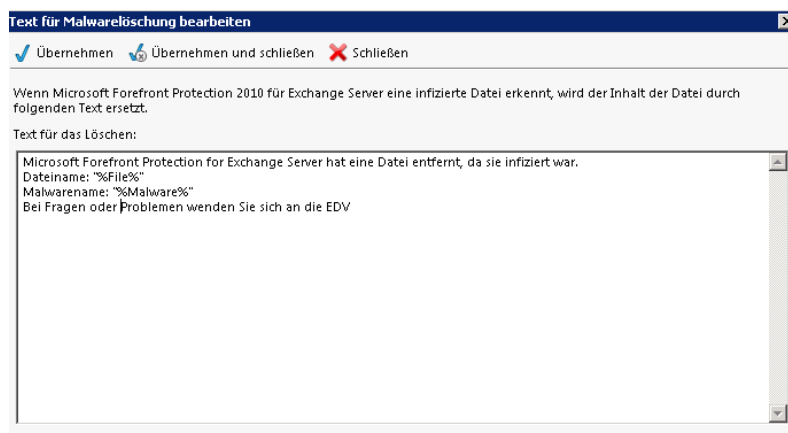 Text für Malwarelöschung bearbeiten
Übernehmen Übernehmen und schließen Schließen
Wenn Microsoft Forefront Protection 2010 für Exchange Server eine infizierte Datei erkennt, wird der Inhalt der Datei durch
folgenden Text ersetzt.
Text für das Löschen:
Microsoft Forefront Protection for Exchange Server hat eine Datei entfernt, da sie infiziert war.
Dateiname: "%File%"
Malwarename: "%Malware%"
Bei Fragen oder Problemen wenden Sie sich an die EDV